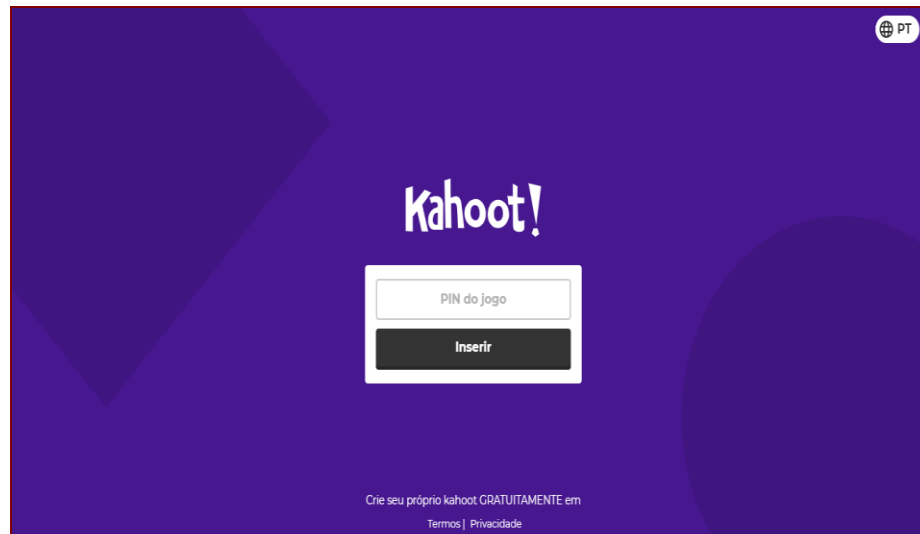 PT
Kahoot!
PIN do jogo
Inserir
Crie seu próprio kahoot GRATUITAMENTE em
Termos | Privacidade